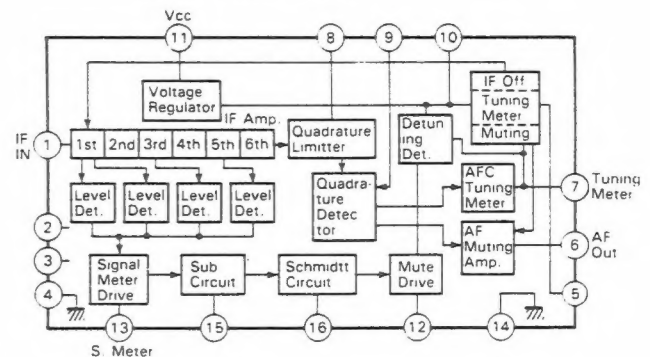 Vcc
11
8
9
10
Voltage
Regulator
IF Off
Tuning
Meter
Muting
IF Amp.
IF
IN
1
1st 2nd 3rd 4th 5th 6th
Quadrature
Limitter
Detun
ing
Det.
Level
Det.
Level
Det.
Level
Det.
Level
Det.
Quadra-
ture
Detec
tor
AFC
Tuning
Meter
7
Tuning
Meter
2
AF
Muting
Amp.
6
AF
Out
3
Signal
Meter
Drive
Sub
Circuit
Schmidtt
Circuit
Mute
Drive
4
5
13
15
16
12
14
S. Meter